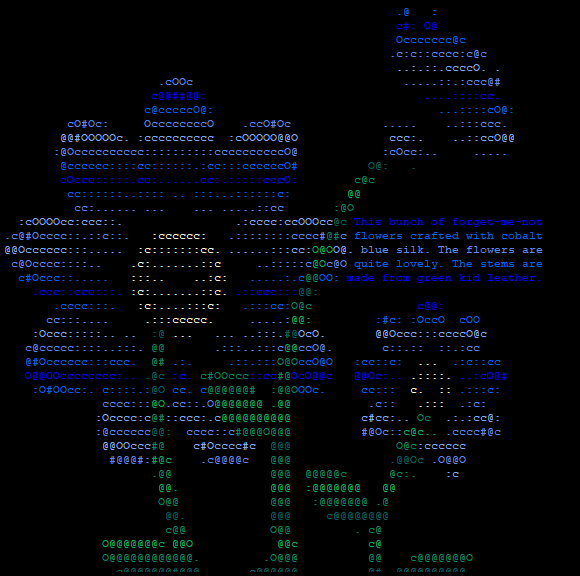 This bunch of forget-me-not
flowers crafted with cobalt
blue silk. The flowers are
quite lovely. The stems are
made from green kid leather.